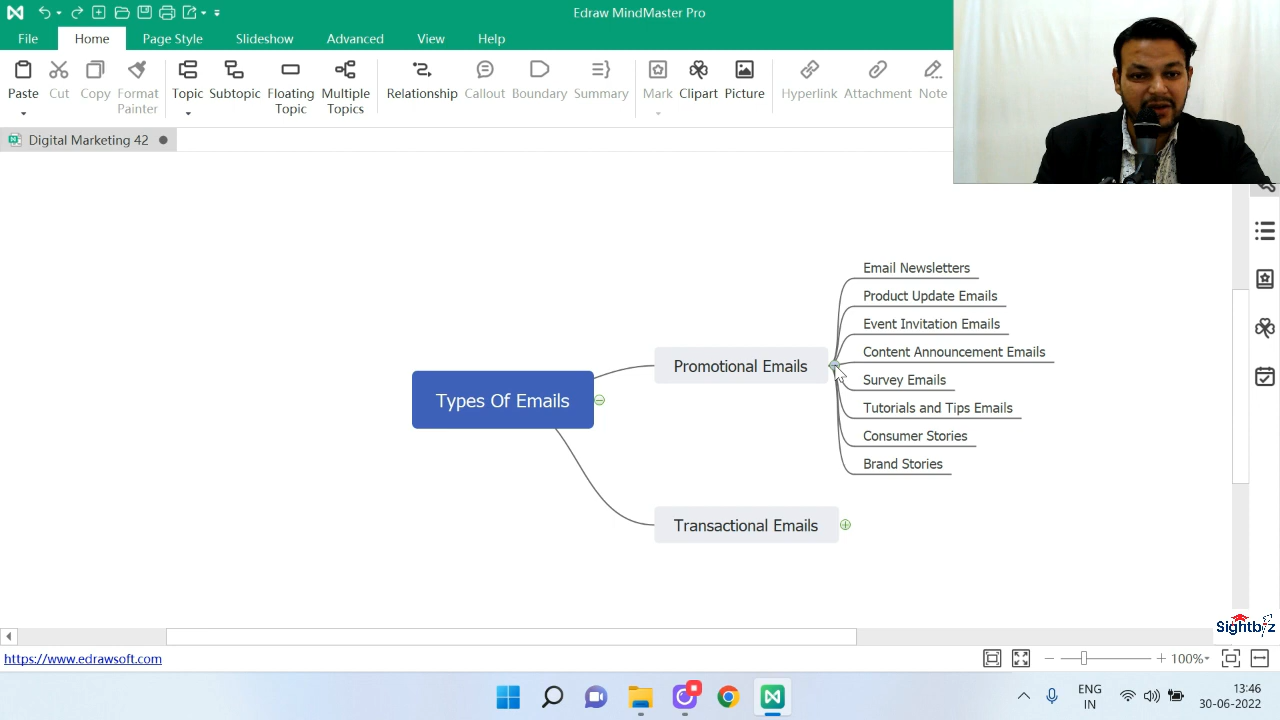 Edraw MindMaster Pro
File Home Page Style Slideshow Advanced View Help
Paste Cut Copy Format Painter Topic Subtopic Floating Topic Multiple Topics Relationship Callout Boundary Summary Mark Clipart Picture Hyperlink Attachment Note
Digital Marketing 42
Email Newsletters
Product Update Emails
Event Invitation Emails
Content Announcement Emails
Survey Emails
Tutorials and Tips Emails
Consumer Stories
Brand Stories
Promotional Emails
Types Of Emails
Transactional Emails
Sightbiz
https://www.edrawsoft.com
100%
ENG
IN
13:46
30-06-2022